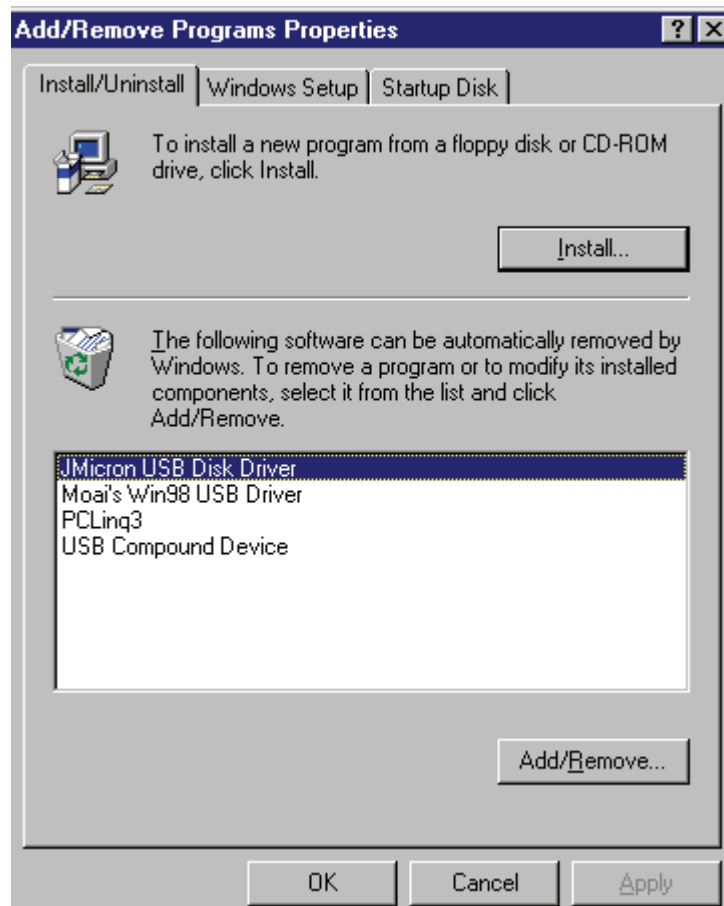 Add/Remove Programs Properties
Install/Uninstall
Windows Setup
Startup Disk
To install a new program from a floppy disk or CD-ROM
drive, click Install.
Install...
The following software can be automatically removed by
Windows. To remove a program or to modify its installed
components, select it from the list and click
Add/Remove.
JMicron USB Disk Driver
Moai's Win98 USB Driver
PCLinq3
USB Compound Device
Add/Remove...
OK
Cancel
Apply